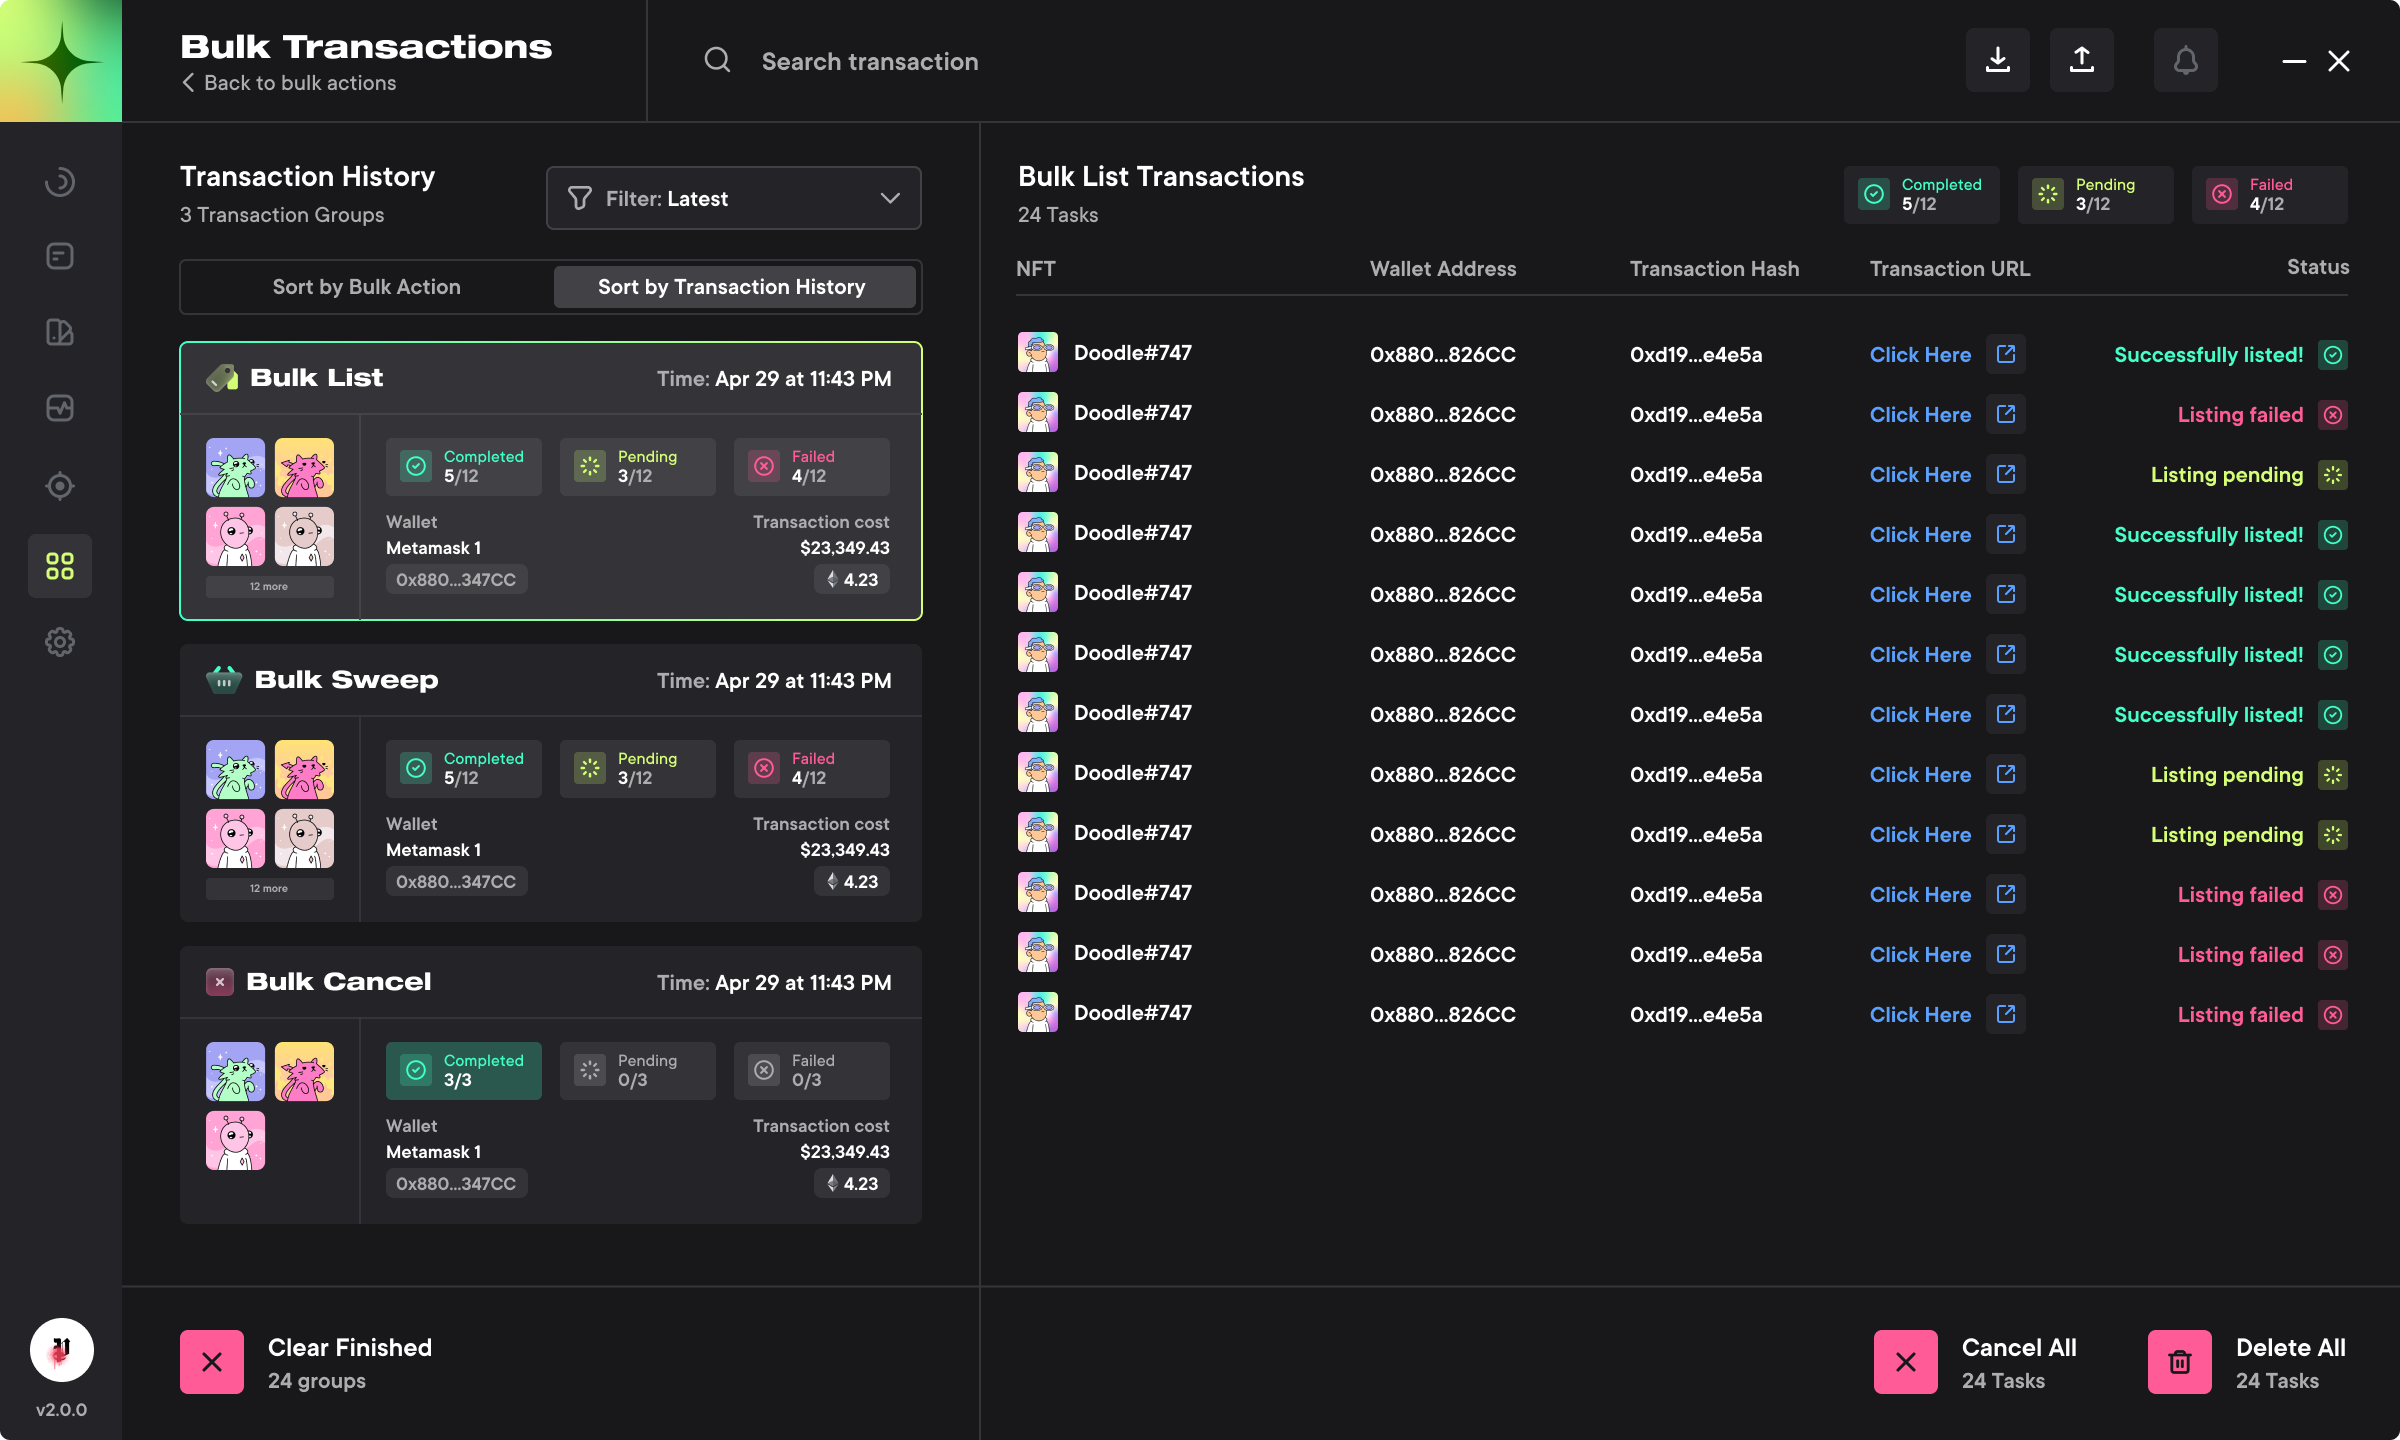 Bulk Transactions
Back to bulk actions
Search transaction
Transaction History
3 Transaction Groups
Filter: Latest
Sort by Bulk Action
Sort by Transaction History
Bulk List
Time: Apr 29 at 11:43 PM
12 more
Completed
5/12
Pending
3/12
Failed
4/12
Wallet
Metamask 1
0x880...347CC
Transaction cost
$23,349.43
4.23
Bulk Sweep
Time: Apr 29 at 11:43 PM
12 more
Completed
5/12
Pending
3/12
Failed
4/12
Wallet
Metamask 1
0x880...347CC
Transaction cost
$23,349.43
4.23
Bulk Cancel
Time: Apr 29 at 11:43 PM
Completed
3/3
Pending
0/3
Failed
0/3
Wallet
Metamask 1
0x880...347CC
Transaction cost
$23,349.43
4.23
Clear Finished
24 groups
v2.0.0
Bulk List Transactions
24 Tasks
Completed
5/12
Pending
3/12
Failed
4/12
NFT Wallet Address Transaction Hash Transaction URL Status
Doodle#747 0x880...826CC 0xd19...e4e5a Click Here Successfully listed!
Doodle#747 0x880...826CC 0xd19...e4e5a Click Here Listing failed
Doodle#747 0x880...826CC 0xd19...e4e5a Click Here Listing pending
Doodle#747 0x880...826CC 0xd19...e4e5a Click Here Successfully listed!
Doodle#747 0x880...826CC 0xd19...e4e5a Click Here Successfully listed!
Doodle#747 0x880...826CC 0xd19...e4e5a Click Here Successfully listed!
Doodle#747 0x880...826CC 0xd19...e4e5a Click Here Successfully listed!
Doodle#747 0x880...826CC 0xd19...e4e5a Click Here Listing pending
Doodle#747 0x880...826CC 0xd19...e4e5a Click Here Listing pending
Doodle#747 0x880...826CC 0xd19...e4e5a Click Here Listing failed
Doodle#747 0x880...826CC 0xd19...e4e5a Click Here Listing failed
Doodle#747 0x880...826CC 0xd19...e4e5a Click Here Listing failed
Cancel All
24 Tasks
Delete All
24 Tasks